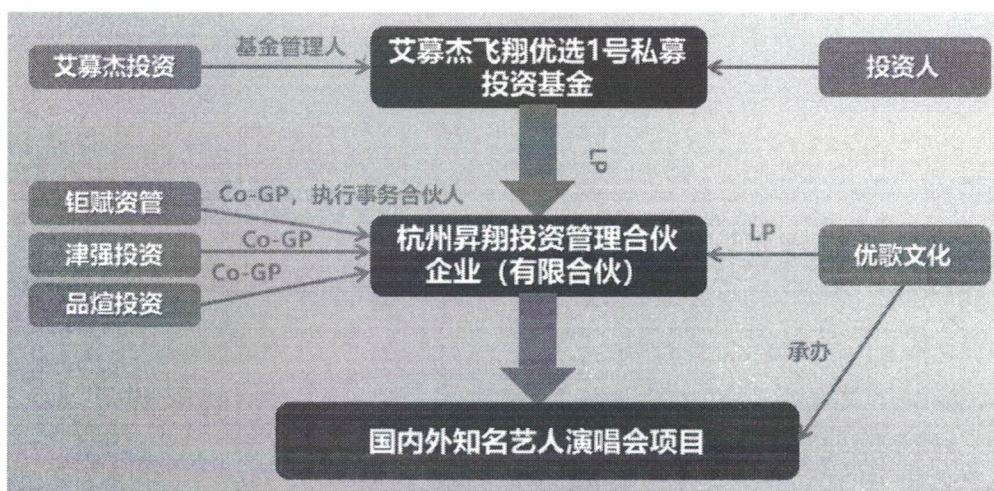 艾募杰投资
基金管理人
艾募杰飞翔优选1号私募
投资基金
投资人
LP
钜赋资管
Co-GP，执行事务合伙人
津强投资
Co-GP
品煊投资
Co-GP
杭州昇翔投资管理合伙
企业（有限合伙）
LP
优歌文化
承办
国内外知名艺人演唱会项目